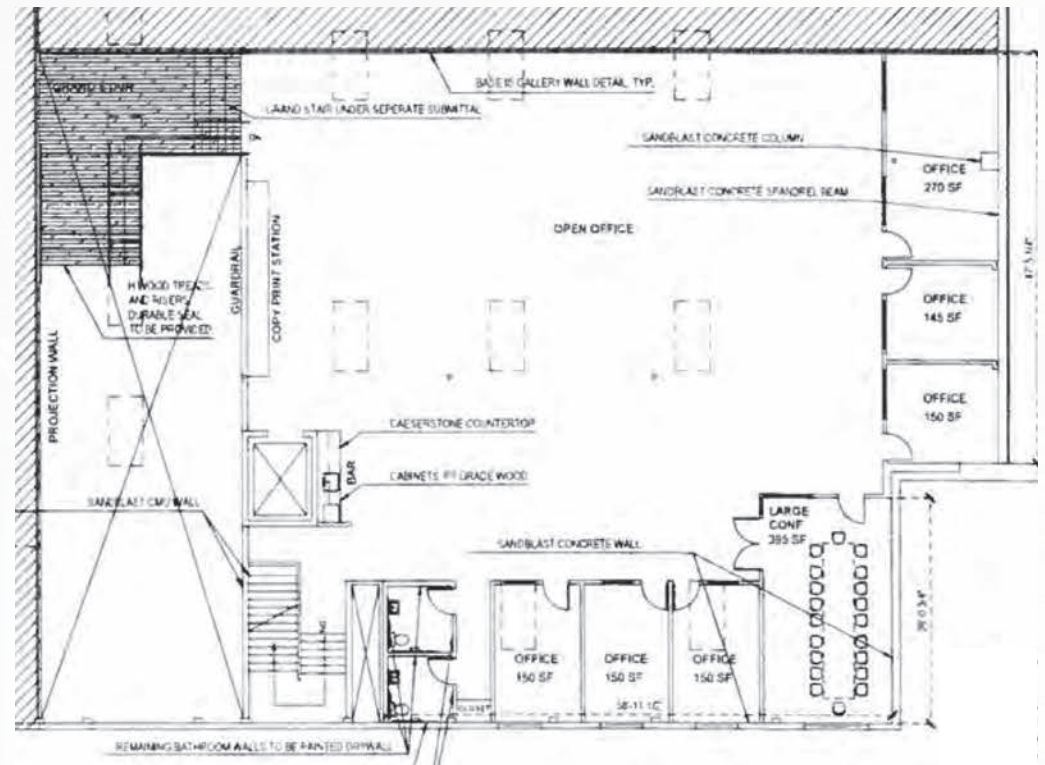 GRAND STAIR
BASE IS GALLERY WALL DETAIL, TYP.
GRAND STAIR UNDER SEPERATE SUBMITTAL
SANDBLAST CONCRETE COLUMN
OFFICE
270 SF
SANDBLAST CONCRETE SPANDREL BEAM
OPEN OFFICE
GUARDRAIL
COPY PRINT STATION
WOOD TREADS
AND RISERS
DURABLE SEAL
TO BE PROVIDED
PROJECTION WALL
OFFICE
145 SF
OFFICE
150 SF
CAESERSTONE COUNTERTOP
BAR
CABINETS GRADE WOOD
SANDBLAST CMU WALL
LARGE
CONF
395 SF
SANDBLAST CONCRETE WALL
OFFICE
150 SF
OFFICE
150 SF
OFFICE
150 SF
CLOSET
REMAINING BATHROOM WALLS TO BE PAINTED DRYWALL